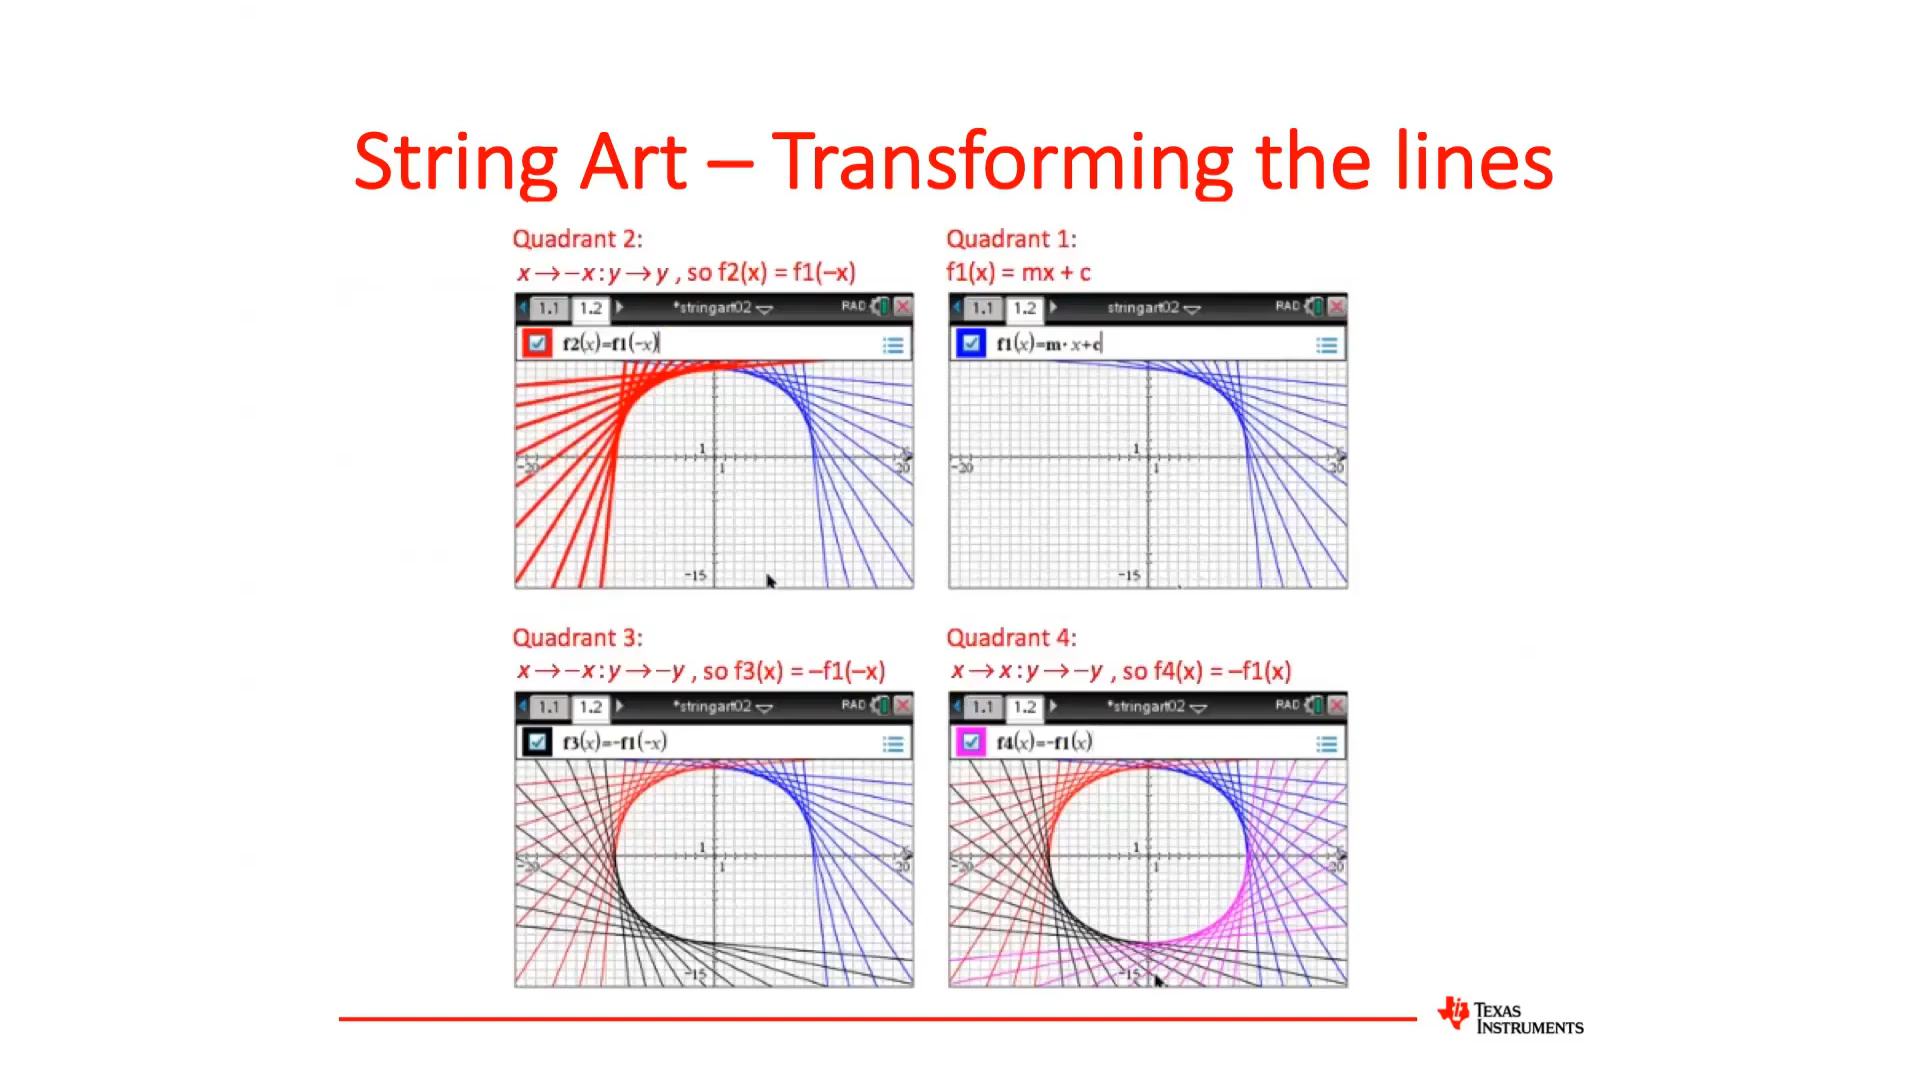 String Art – Transforming the lines
Quadrant 2:
x→−x:y→y, so f2(x) = f1(–x)
1.1 1.2 *stringart02 RAD
f2(x)=f1(-x)
1
-20 1 20
-15
Quadrant 1:
f1(x) = mx + c
1.1 1.2 stringart02 RAD
f1(x)=m·x+c
1
-20 1 20
-15
Quadrant 3:
x→−x:y→−y, so f3(x) = –f1(–x)
1.1 1.2 *stringart02 RAD
f3(x)=-f1(-x)
1
-20 1 20
-15
Quadrant 4:
x→x:y→−y, so f4(x) = –f1(x)
1.1 1.2 *stringart02 RAD
f4(x)=-f1(x)
1
-20 1 20
-15
TEXAS
INSTRUMENTS